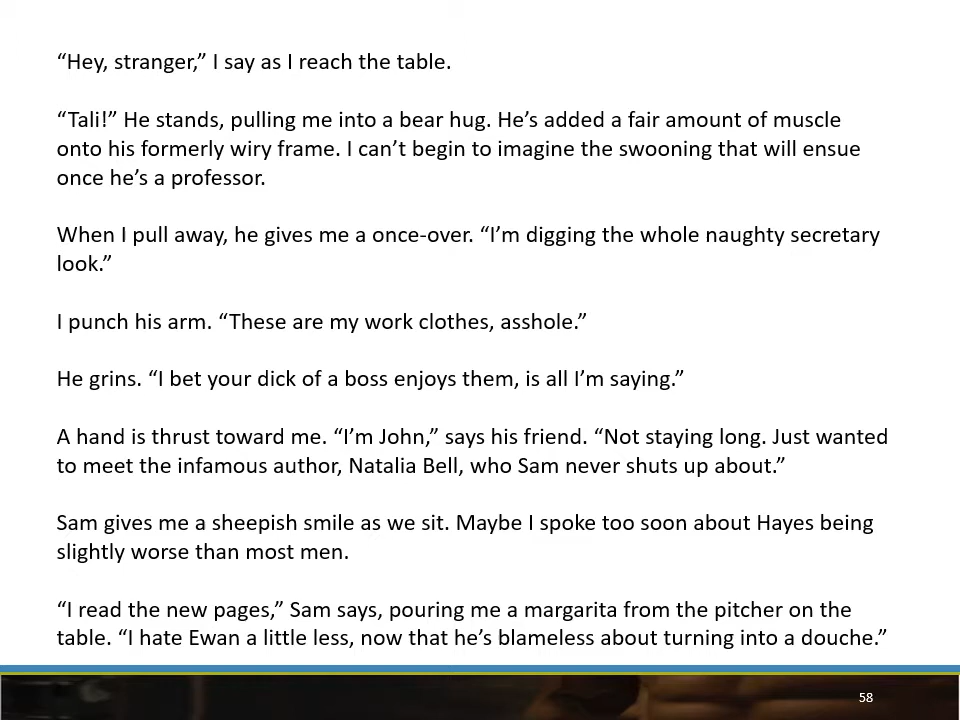 “Hey, stranger,” I say as I reach the table.
“Tali!” He stands, pulling me into a bear hug. He’s added a fair amount of muscle
onto his formerly wiry frame. I can’t begin to imagine the swooning that will ensue
once he’s a professor.
When I pull away, he gives me a once-over. “I’m digging the whole naughty secretary
look.”
I punch his arm. “These are my work clothes, asshole.”
He grins. “I bet your dick of a boss enjoys them, is all I’m saying.”
A hand is thrust toward me. “I’m John,” says his friend. “Not staying long. Just wanted
to meet the infamous author, Natalia Bell, who Sam never shuts up about.”
Sam gives me a sheepish smile as we sit. Maybe I spoke too soon about Hayes being
slightly worse than most men.
“I read the new pages,” Sam says, pouring me a margarita from the pitcher on the
table. “I hate Ewan a little less, now that he’s blameless about turning into a douche.”
58